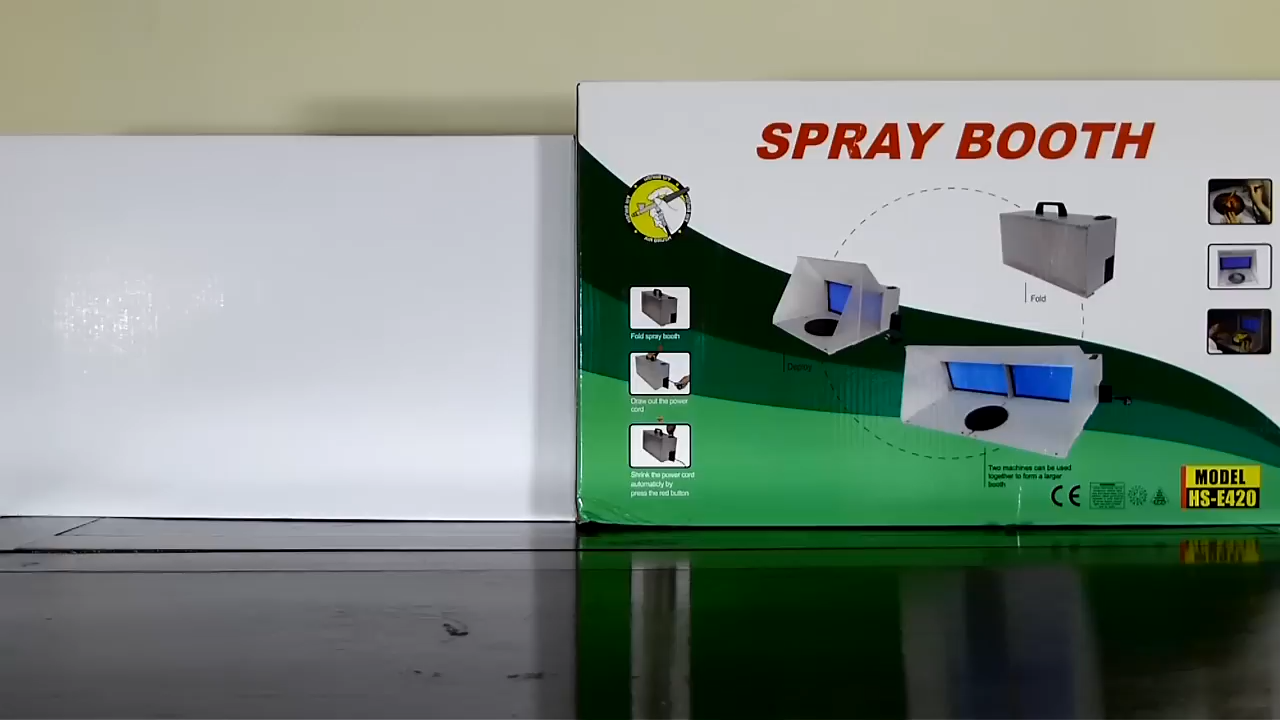 SPRAY BOOTH
Fold
Fold spray booth
Deploy
Draw out the power
cord
Two machines can be used
together to form a larger
booth
Shrink the power cord
automaticly by
press the red button
CE
MODEL
HS-E420